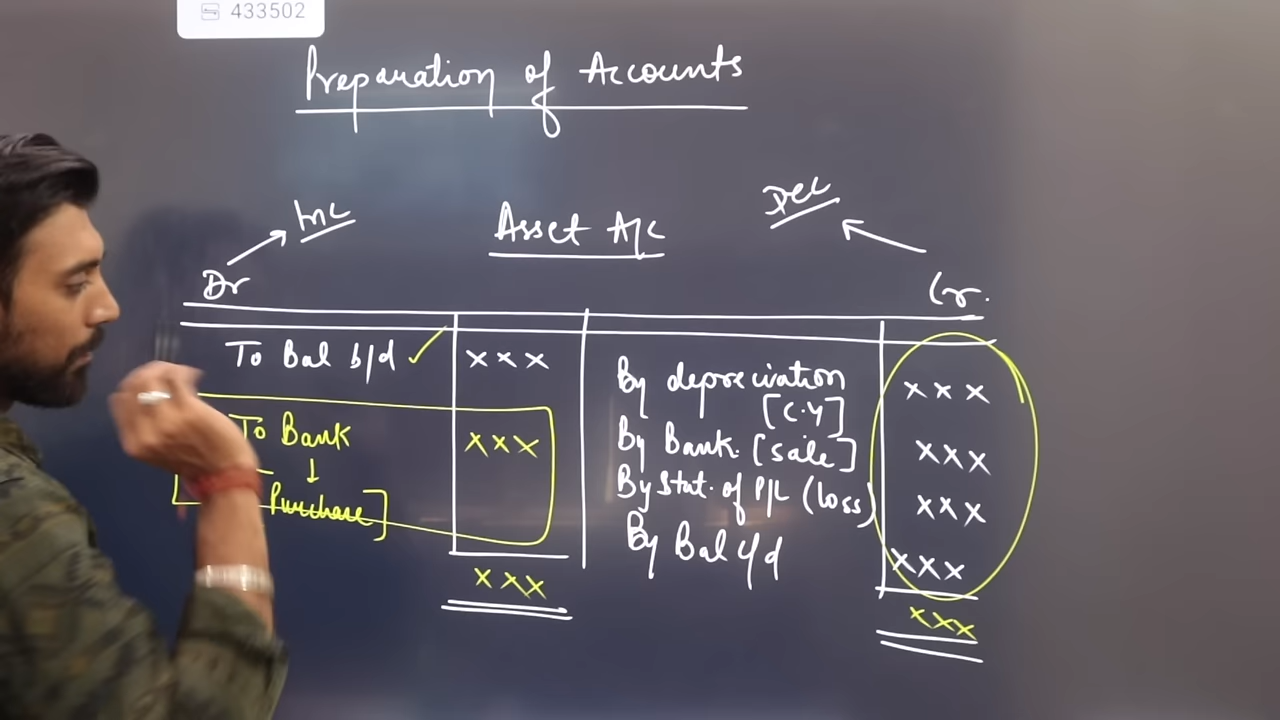 433502
Preparation of Accounts
Inc Asset A/c Dec
Dr Cr.
To Bal b/d ✓ xxx By depreciation xxx
[C.Y]
To Bank xxx By Bank. [sale] xxx
↓ By Stat. of P/L (loss) xxx
Purchase] By Bal c/d xxx
xxx xxx